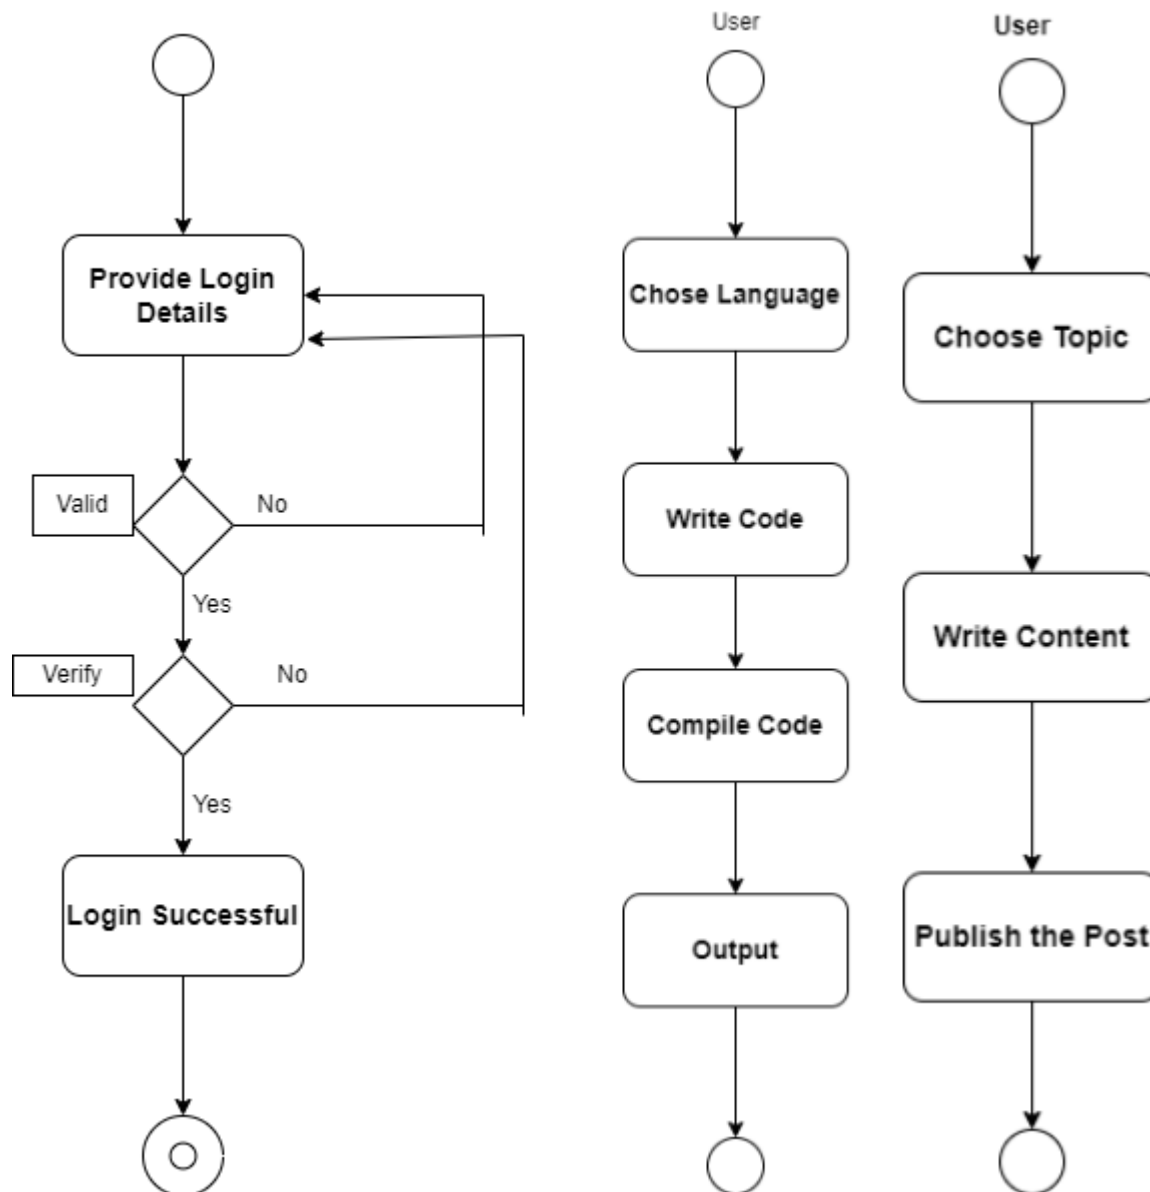 Provide Login
Details
Valid
No
Yes
Verify
No
Yes
Login Successful
User
Chose Language
Write Code
Compile Code
Output
User
Choose Topic
Write Content
Publish the Post